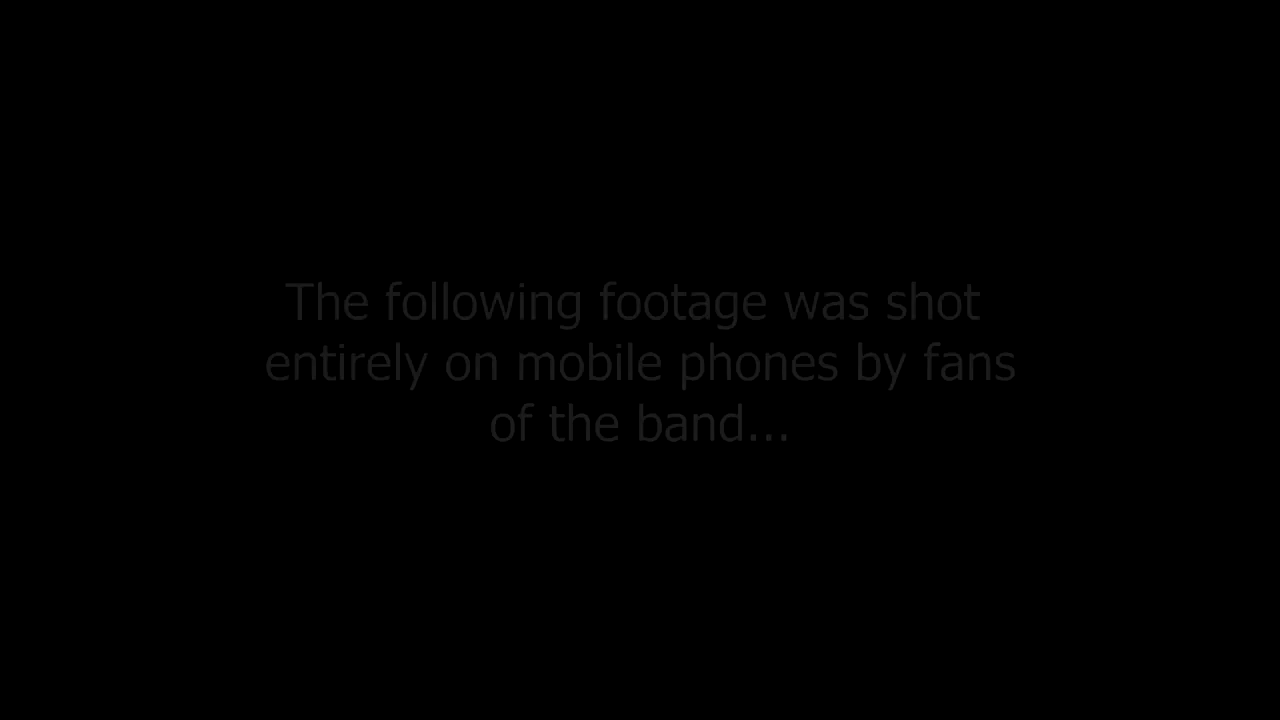 The following footage was shot
entirely on mobile phones by fans
of the band...